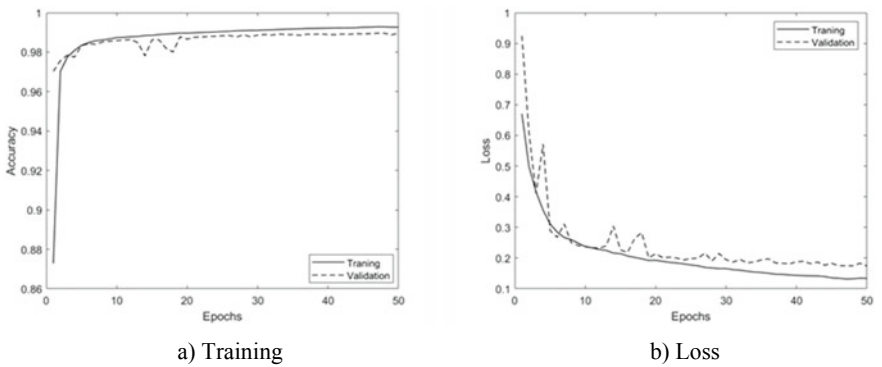 1
0.98
0.96
0.94
0.92
0.9
0.88
0.86
Accuracy
0 10 20 30 40 50
Epochs
Traning
Validation
a) Training
1
0.9
0.8
0.7
0.6
0.5
0.4
0.3
0.2
0.1
Loss
0 10 20 30 40 50
Epochs
Traning
Validation
b) Loss